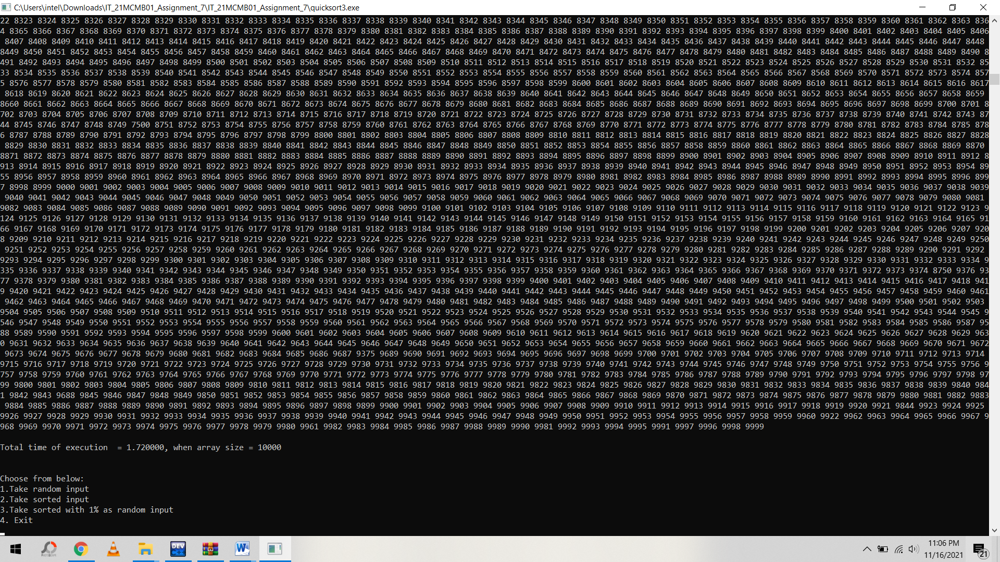 C:\Users\intel\Downloads\IT_21MCMB01_Assignment_7\IT_21MCMB01_Assignment_7\quicksort3.exe
22 8323 8324 8325 8326 8327 8328 8329 8330 8331 8332 8333 8334 8335 8336 8337 8338 8339 8340 8341 8342 8343 8344 8345 8346 8347 8348 8349 8350 8351 8352 8353 8354 8355 8356 8357 8358 8359 8360 8361 8362 8363 836
4 8365 8366 8367 8368 8369 8370 8371 8372 8373 8374 8375 8376 8377 8378 8379 8380 8381 8382 8383 8384 8385 8386 8387 8388 8389 8390 8391 8392 8393 8394 8395 8396 8397 8398 8399 8400 8401 8402 8403 8404 8405 8406
8407 8408 8409 8410 8411 8412 8413 8414 8415 8416 8417 8418 8419 8420 8421 8422 8423 8424 8425 8426 8427 8428 8429 8430 8431 8432 8433 8434 8435 8436 8437 8438 8439 8440 8441 8442 8443 8444 8445 8446 8447 8448
8449 8450 8451 8452 8453 8454 8455 8456 8457 8458 8459 8460 8461 8462 8463 8464 8465 8466 8467 8468 8469 8470 8471 8472 8473 8474 8475 8476 8477 8478 8479 8480 8481 8482 8483 8484 8485 8486 8487 8488 8489 8490 8
491 8492 8493 8494 8495 8496 8497 8498 8499 8500 8501 8502 8503 8504 8505 8506 8507 8508 8509 8510 8511 8512 8513 8514 8515 8516 8517 8518 8519 8520 8521 8522 8523 8524 8525 8526 8527 8528 8529 8530 8531 8532 85
33 8534 8535 8536 8537 8538 8539 8540 8541 8542 8543 8544 8545 8546 8547 8548 8549 8550 8551 8552 8553 8554 8555 8556 8557 8558 8559 8560 8561 8562 8563 8564 8565 8566 8567 8568 8569 8570 8571 8572 8573 8574 857
5 8576 8577 8578 8579 8580 8581 8582 8583 8584 8585 8586 8587 8588 8589 8590 8591 8592 8593 8594 8595 8596 8597 8598 8599 8600 8601 8602 8603 8604 8605 8606 8607 8608 8609 8610 8611 8612 8613 8614 8615 8616 8617
8618 8619 8620 8621 8622 8623 8624 8625 8626 8627 8628 8629 8630 8631 8632 8633 8634 8635 8636 8637 8638 8639 8640 8641 8642 8643 8644 8645 8646 8647 8648 8649 8650 8651 8652 8653 8654 8655 8656 8657 8658 8659
8660 8661 8662 8663 8664 8665 8666 8667 8668 8669 8670 8671 8672 8673 8674 8675 8676 8677 8678 8679 8680 8681 8682 8683 8684 8685 8686 8687 8688 8689 8690 8691 8692 8693 8694 8695 8696 8697 8698 8699 8700 8701 8
702 8703 8704 8705 8706 8707 8708 8709 8710 8711 8712 8713 8714 8715 8716 8717 8718 8719 8720 8721 8722 8723 8724 8725 8726 8727 8728 8729 8730 8731 8732 8733 8734 8735 8736 8737 8738 8739 8740 8741 8742 8743 87
44 8745 8746 8747 8748 8749 7500 8751 8752 8753 8754 8755 8756 8757 8758 8759 8760 8761 8762 8763 8764 8765 8766 8767 8768 8769 8770 8771 8772 8773 8774 8775 8776 8777 8778 8779 8780 8781 8782 8783 8784 8785 878
6 8787 8788 8789 8790 8791 8792 8793 8794 8795 8796 8797 8798 8799 8800 8801 8802 8803 8804 8805 8806 8807 8808 8809 8810 8811 8812 8813 8814 8815 8816 8817 8818 8819 8820 8821 8822 8823 8824 8825 8826 8827 8828
8829 8830 8831 8832 8833 8834 8835 8836 8837 8838 8839 8840 8841 8842 8843 8844 8845 8846 8847 8848 8849 8850 8851 8852 8853 8854 8855 8856 8857 8858 8859 8860 8861 8862 8863 8864 8865 8866 8867 8868 8869 8870
8871 8872 8873 8874 8875 8876 8877 8878 8879 8880 8881 8882 8883 8884 8885 8886 8887 8888 8889 8890 8891 8892 8893 8894 8895 8896 8897 8898 8899 8900 8901 8902 8903 8904 8905 8906 8907 8908 8909 8910 8911 8912 8
913 8914 8915 8916 8917 8918 8919 8920 8921 8922 8923 8924 8925 8926 8927 8928 8929 8930 8931 8932 8933 8934 8935 8936 8937 8938 8939 8940 8941 8942 8943 8944 8945 8946 8947 8948 8949 8950 8951 8952 8953 8954 89
55 8956 8957 8958 8959 8960 8961 8962 8963 8964 8965 8966 8967 8968 8969 8970 8971 8972 8973 8974 8975 8976 8977 8978 8979 8980 8981 8982 8983 8984 8985 8986 8987 8988 8989 8990 8991 8992 8993 8994 8995 8996 899
7 8998 8999 9000 9001 9002 9003 9004 9005 9006 9007 9008 9009 9010 9011 9012 9013 9014 9015 9016 9017 9018 9019 9020 9021 9022 9023 9024 9025 9026 9027 9028 9029 9030 9031 9032 9033 9034 9035 9036 9037 9038 9039
9040 9041 9042 9043 9044 9045 9046 9047 9048 9049 9050 9051 9052 9053 9054 9055 9056 9057 9058 9059 9060 9061 9062 9063 9064 9065 9066 9067 9068 9069 9070 9071 9072 9073 9074 9075 9076 9077 9078 9079 9080 9081
9082 9083 9084 9085 9086 9087 9088 9089 9090 9091 9092 9093 9094 9095 9096 9097 9098 9099 9100 9101 9102 9103 9104 9105 9106 9107 9108 9109 9110 9111 9112 9113 9114 9115 9116 9117 9118 9119 9120 9121 9122 9123 9
124 9125 9126 9127 9128 9129 9130 9131 9132 9133 9134 9135 9136 9137 9138 9139 9140 9141 9142 9143 9144 9145 9146 9147 9148 9149 9150 9151 9152 9153 9154 9155 9156 9157 9158 9159 9160 9161 9162 9163 9164 9165 91
66 9167 9168 9169 9170 9171 9172 9173 9174 9175 9176 9177 9178 9179 9180 9181 9182 9183 9184 9185 9186 9187 9188 9189 9190 9191 9192 9193 9194 9195 9196 9197 9198 9199 9200 9201 9202 9203 9204 9205 9206 9207 920
8 9209 9210 9211 9212 9213 9214 9215 9216 9217 9218 9219 9220 9221 9222 9223 9224 9225 9226 9227 9228 9229 9230 9231 9232 9233 9234 9235 9236 9237 9238 9239 9240 9241 9242 9243 9244 9245 9246 9247 9248 9249 9250
9251 9252 9253 9254 9255 9256 9257 9258 9259 9260 9261 9262 9263 9264 9265 9266 9267 9268 9269 9270 9271 9272 9273 9274 9275 9276 9277 9278 9279 9280 9281 9282 9283 9284 9285 9286 9287 9288 9289 9290 9291 9292
9293 9294 9295 9296 9297 9298 9299 9300 9301 9302 9303 9304 9305 9306 9307 9308 9309 9310 9311 9312 9313 9314 9315 9316 9317 9318 9319 9320 9321 9322 9323 9324 9325 9326 9327 9328 9329 9330 9331 9332 9333 9334 9
335 9336 9337 9338 9339 9340 9341 9342 9343 9344 9345 9346 9347 9348 9349 9350 9351 9352 9353 9354 9355 9356 9357 9358 9359 9360 9361 9362 9363 9364 9365 9366 9367 9368 9369 9370 9371 9372 9373 9374 8750 9376 93
77 9378 9379 9380 9381 9382 9383 9384 9385 9386 9387 9388 9389 9390 9391 9392 9393 9394 9395 9396 9397 9398 9399 9400 9401 9402 9403 9404 9405 9406 9407 9408 9409 9410 9411 9412 9413 9414 9415 9416 9417 9418 941
9 9420 9421 9422 9423 9424 9425 9426 9427 9428 9429 9430 9431 9432 9433 9434 9435 9436 9437 9438 9439 9440 9441 9442 9443 9444 9445 9446 9447 9448 9449 9450 9451 9452 9453 9454 9455 9456 9457 9458 9459 9460 9461
9462 9463 9464 9465 9466 9467 9468 9469 9470 9471 9472 9473 9474 9475 9476 9477 9478 9479 9480 9481 9482 9483 9484 9485 9486 9487 9488 9489 9490 9491 9492 9493 9494 9495 9496 9497 9498 9499 9500 9501 9502 9503
9504 9505 9506 9507 9508 9509 9510 9511 9512 9513 9514 9515 9516 9517 9518 9519 9520 9521 9522 9523 9524 9525 9526 9527 9528 9529 9530 9531 9532 9533 9534 9535 9536 9537 9538 9539 9540 9541 9542 9543 9544 9545 9
546 9547 9548 9549 9550 9551 9552 9553 9554 9555 9556 9557 9558 9559 9560 9561 9562 9563 9564 9565 9566 9567 9568 9569 9570 9571 9572 9573 9574 9575 9576 9577 9578 9579 9580 9581 9582 9583 9584 9585 9586 9587 95
88 9589 9590 9591 9592 9593 9594 9595 9596 9597 9598 9599 9600 9601 9602 9603 9604 9605 9606 9607 9608 9609 9610 9611 9612 9613 9614 9615 9616 9617 9618 9619 9620 9621 9622 9623 9624 9625 9626 9627 9628 9629 963
0 9631 9632 9633 9634 9635 9636 9637 9638 9639 9640 9641 9642 9643 9644 9645 9646 9647 9648 9649 9650 9651 9652 9653 9654 9655 9656 9657 9658 9659 9660 9661 9662 9663 9664 9665 9666 9667 9668 9669 9670 9671 9672
9673 9674 9675 9676 9677 9678 9679 9680 9681 9682 9683 9684 9685 9686 9687 9375 9689 9690 9691 9692 9693 9694 9695 9696 9697 9698 9699 9700 9701 9702 9703 9704 9705 9706 9707 9708 9709 9710 9711 9712 9713 9714
9715 9716 9717 9718 9719 9720 9721 9722 9723 9724 9725 9726 9727 9728 9729 9730 9731 9732 9733 9734 9735 9736 9737 9738 9739 9740 9741 9742 9743 9744 9745 9746 9747 9748 9749 9750 9751 9752 9753 9754 9755 9756 9
757 9758 9759 9760 9761 9762 9763 9764 9765 9766 9767 9768 9769 9770 9771 9772 9773 9774 9775 9776 9777 9778 9779 9780 9781 9782 9783 9784 9785 9786 9787 9788 9789 9790 9791 9792 9793 9794 9795 9796 9797 9798 97
99 9800 9801 9802 9803 9804 9805 9806 9807 9808 9809 9810 9811 9812 9813 9814 9815 9816 9817 9818 9819 9820 9821 9822 9823 9824 9825 9826 9827 9828 9829 9830 9831 9832 9833 9834 9835 9836 9837 9838 9839 9840 984
1 9842 9843 9688 9845 9846 9847 9848 9849 9850 9851 9852 9853 9854 9855 9856 9857 9858 9859 9860 9861 9862 9863 9864 9865 9866 9867 9868 9869 9870 9871 9872 9873 9874 9875 9876 9877 9878 9879 9880 9881 9882 9883
9884 9885 9886 9887 9888 9889 9890 9891 9892 9893 9894 9895 9896 9897 9898 9899 9900 9901 9902 9903 9904 9905 9906 9907 9908 9909 9910 9911 9912 9913 9914 9915 9916 9917 9918 9919 9920 9921 9844 9923 9924 9925
9926 9927 9928 9929 9930 9931 9932 9933 9934 9935 9936 9937 9938 9939 9940 9941 9942 9943 9944 9945 9946 9947 9948 9949 9950 9951 9952 9953 9954 9955 9956 9957 9958 9959 9960 9922 9962 9963 9964 9965 9966 9967 9
968 9969 9970 9971 9972 9973 9974 9975 9976 9977 9978 9979 9980 9961 9982 9983 9984 9985 9986 9987 9988 9989 9990 9981 9992 9993 9994 9995 9991 9997 9996 9998 9999
Total time of execution  = 1.720000, when array size = 10000
Choose from below:
1.Take random input
2.Take sorted input
3.Take sorted with 1% as random input
4. Exit
DEV
C++
W
11:06 PM
11/16/2021
21